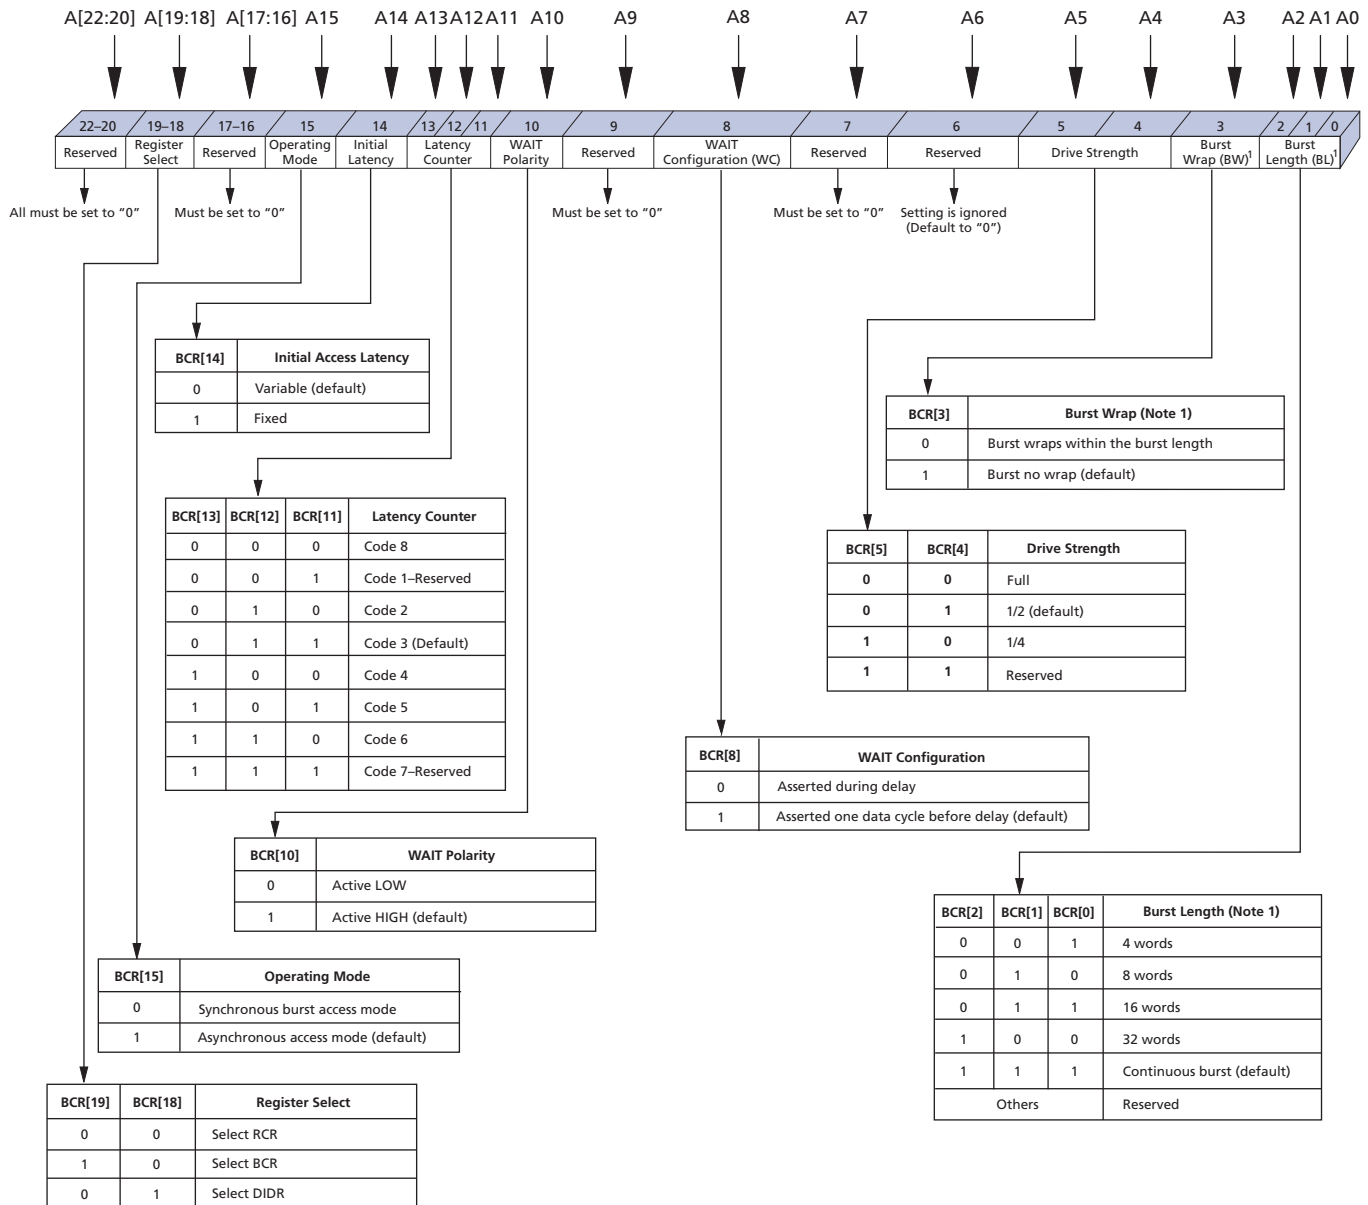 A[22:20] A[19:18] A[17:16] A15 A14 A13 A12 A11 A10 A9 A8 A7 A6 A5 A4 A3 A2 A1 A0
22–20 19–18 17–16 15 14 13 12 11 10 9 8 7 6 5 4 3 2 1 0
Reserved
Register
Select
Reserved
Operating
Mode
Initial
Latency
Latency
Counter
WAIT
Polarity
Reserved
WAIT
Configuration (WC)
Reserved
Reserved
Drive Strength
Burst
Wrap (BW)1
Burst
Length (BL)1
All must be set to “0”
Must be set to “0”
Must be set to “0”
Must be set to “0”
Setting is ignored
(Default to “0”)
BCR[14] Initial Access Latency
0 Variable (default)
1 Fixed
BCR[3] Burst Wrap (Note 1)
0 Burst wraps within the burst length
1 Burst no wrap (default)
BCR[13] BCR[12] BCR[11] Latency Counter
0 0 0 Code 8
0 0 1 Code 1–Reserved
0 1 0 Code 2
0 1 1 Code 3 (Default)
1 0 0 Code 4
1 0 1 Code 5
1 1 0 Code 6
1 1 1 Code 7–Reserved
BCR[5] BCR[4] Drive Strength
0 0 Full
0 1 1/2 (default)
1 0 1/4
1 1 Reserved
BCR[8] WAIT Configuration
0 Asserted during delay
1 Asserted one data cycle before delay (default)
BCR[10] WAIT Polarity
0 Active LOW
1 Active HIGH (default)
BCR[2] BCR[1] BCR[0] Burst Length (Note 1)
0 0 1 4 words
0 1 0 8 words
0 1 1 16 words
1 0 0 32 words
1 1 1 Continuous burst (default)
Others Reserved
BCR[15] Operating Mode
0 Synchronous burst access mode
1 Asynchronous access mode (default)
BCR[19] BCR[18] Register Select
0 0 Select RCR
1 0 Select BCR
0 1 Select DIDR